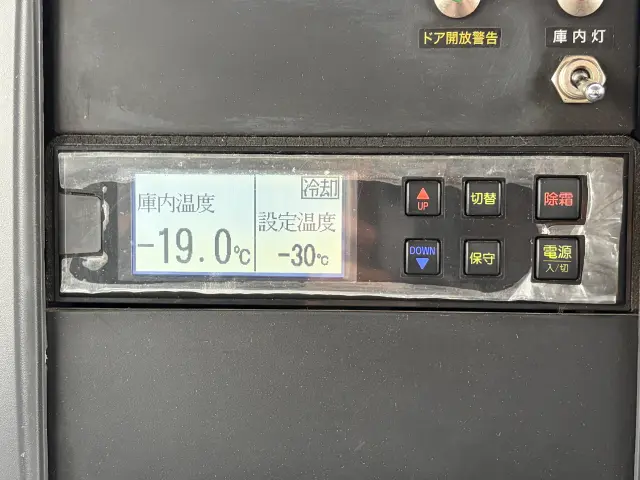 ドア開放警告
庫内灯
冷却
庫内温度
設定温度
-19.0℃
-30℃
UP
切替
除霜
DOWN
保守
電源
入/切